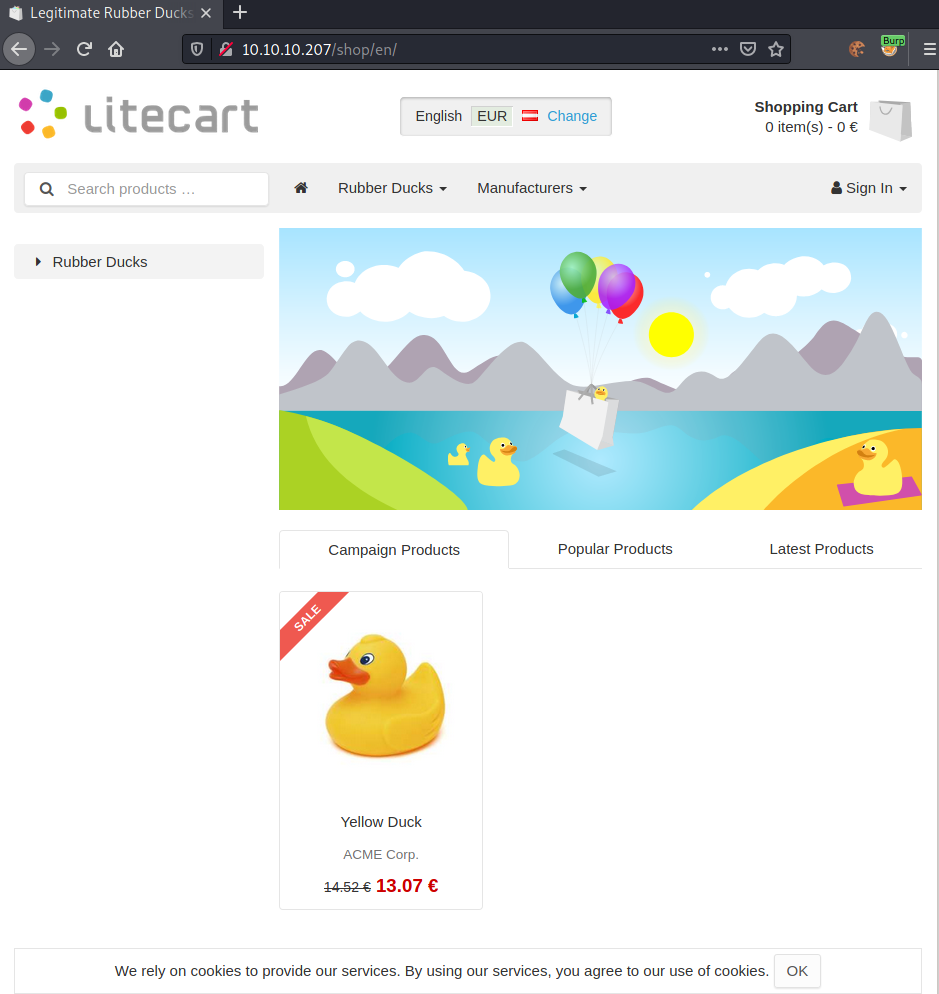 Legitimate Rubber Ducks
Burp
10.10.10.207/shop/en/
litecart
English EUR Change
Shopping Cart
0 item(s) - 0 €
Search products …
Rubber Ducks
Manufacturers
Sign In
Rubber Ducks
Campaign Products
Popular Products
Latest Products
SALE
Yellow Duck
ACME Corp.
14.52 € 13.07 €
We rely on cookies to provide our services. By using our services, you agree to our use of cookies. OK